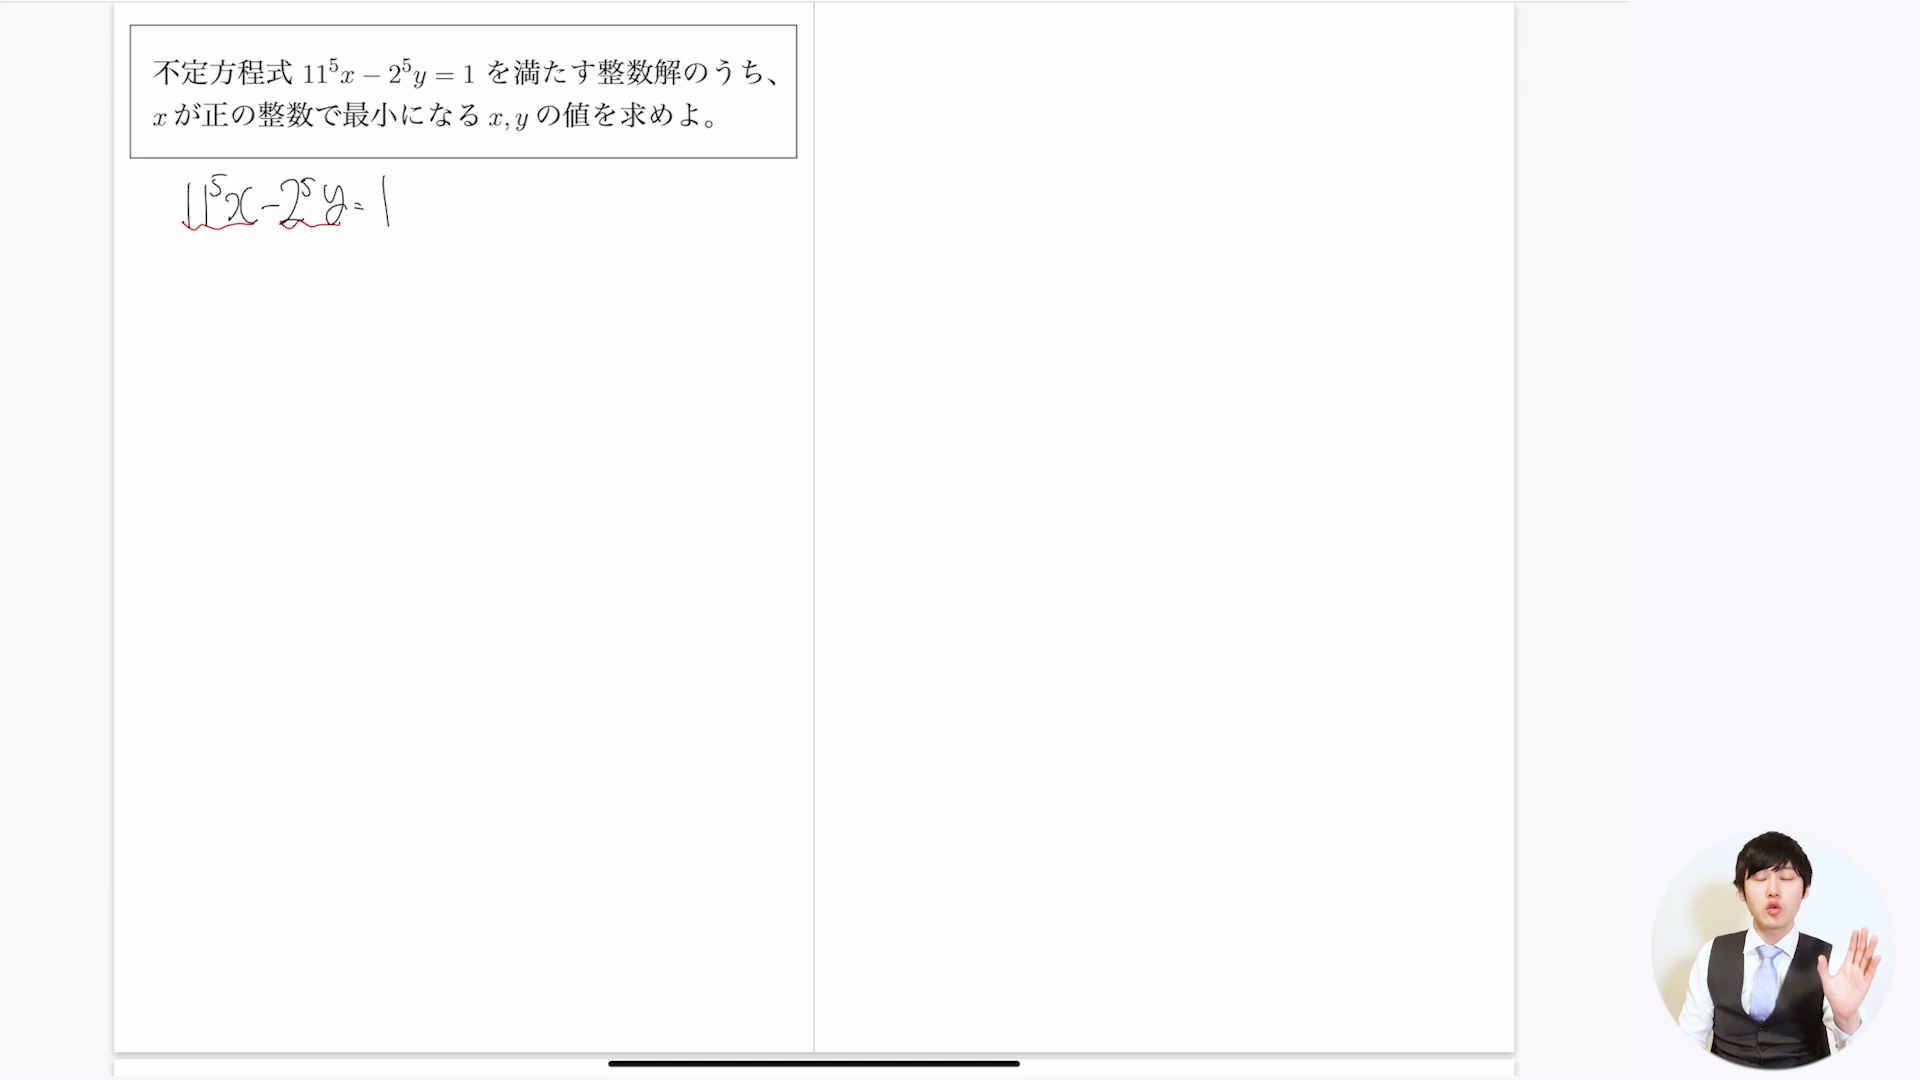 不定方程式 11⁵x − 2⁵y = 1 を満たす整数解のうち、
x が正の整数で最小になる x, y の値を求めよ。
11⁵x − 2⁵y = 1